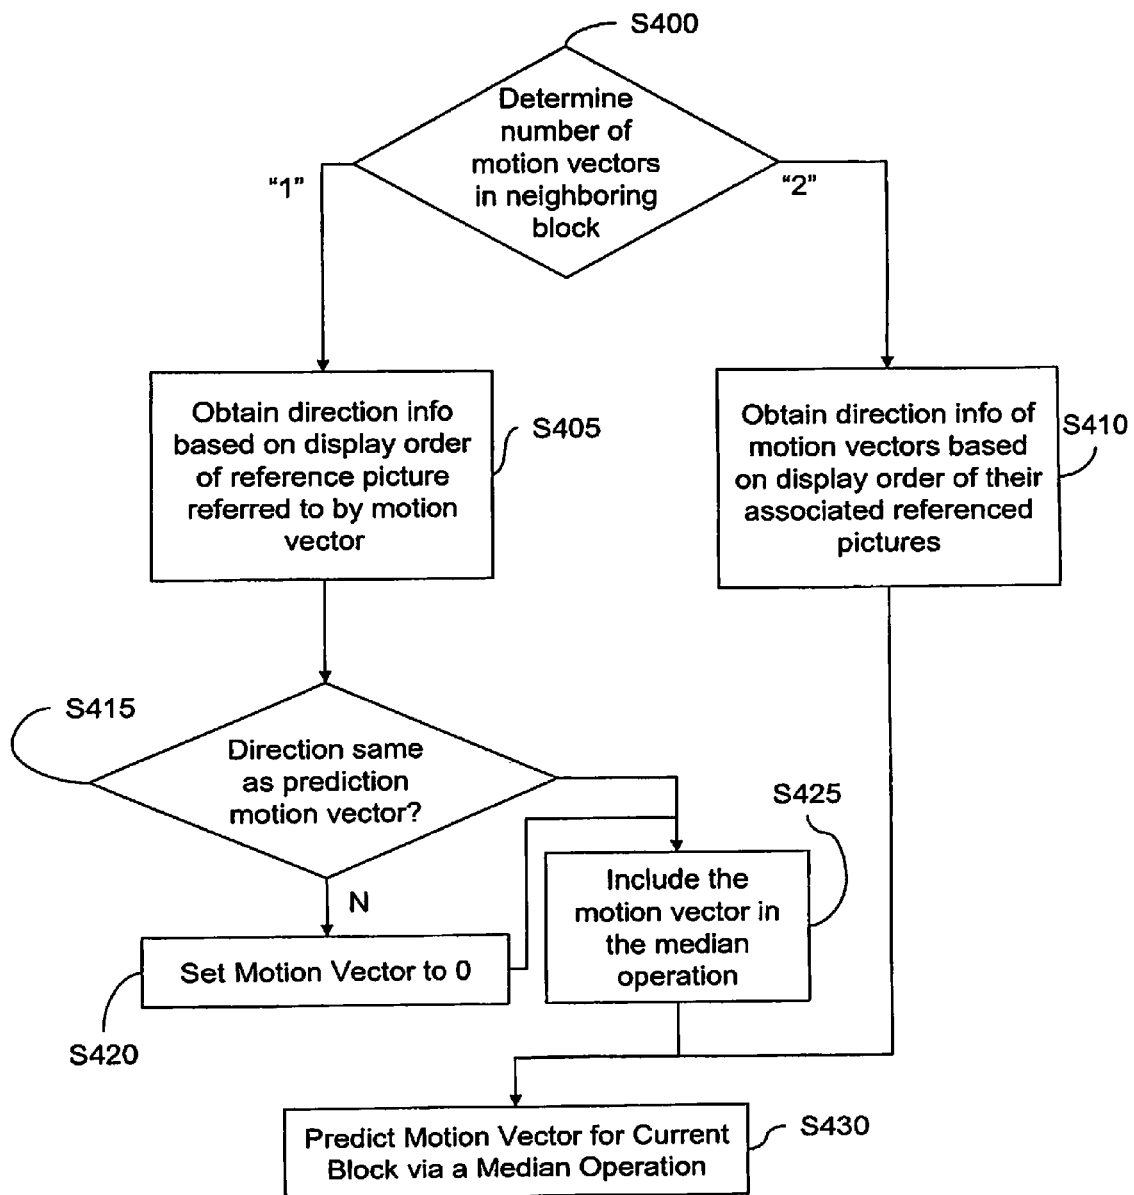 S400
Determine
number of
motion vectors
in neighboring
block
“1”
“2”
Obtain direction info
based on display order
of reference picture
referred to by motion
vector
S405
Obtain direction info of
motion vectors based
on display order of their
associated referenced
pictures
S410
S415
Direction same
as prediction
motion vector?
N
S425
Include the
motion vector in
the median
operation
Set Motion Vector to 0
S420
Predict Motion Vector for Current
Block via a Median Operation
S430